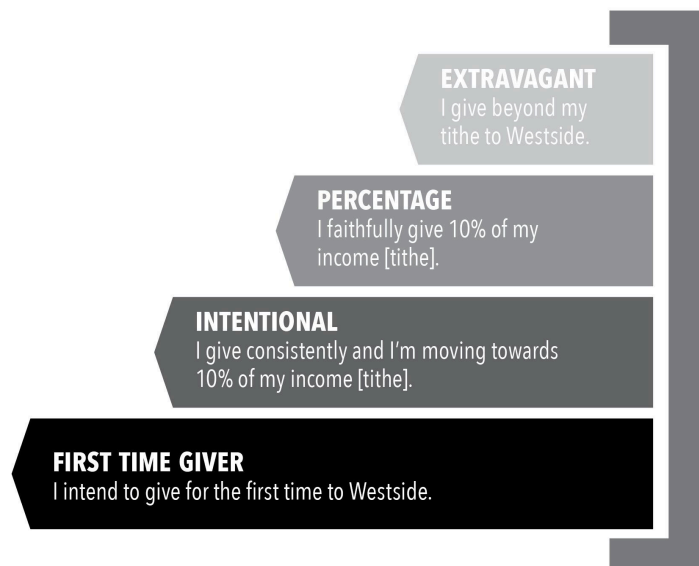 EXTRAVAGANT
I give beyond my
tithe to Westside.
PERCENTAGE
I faithfully give 10% of my
income [tithe].
INTENTIONAL
I give consistently and I'm moving towards
10% of my income [tithe].
FIRST TIME GIVER
I intend to give for the first time to Westside.